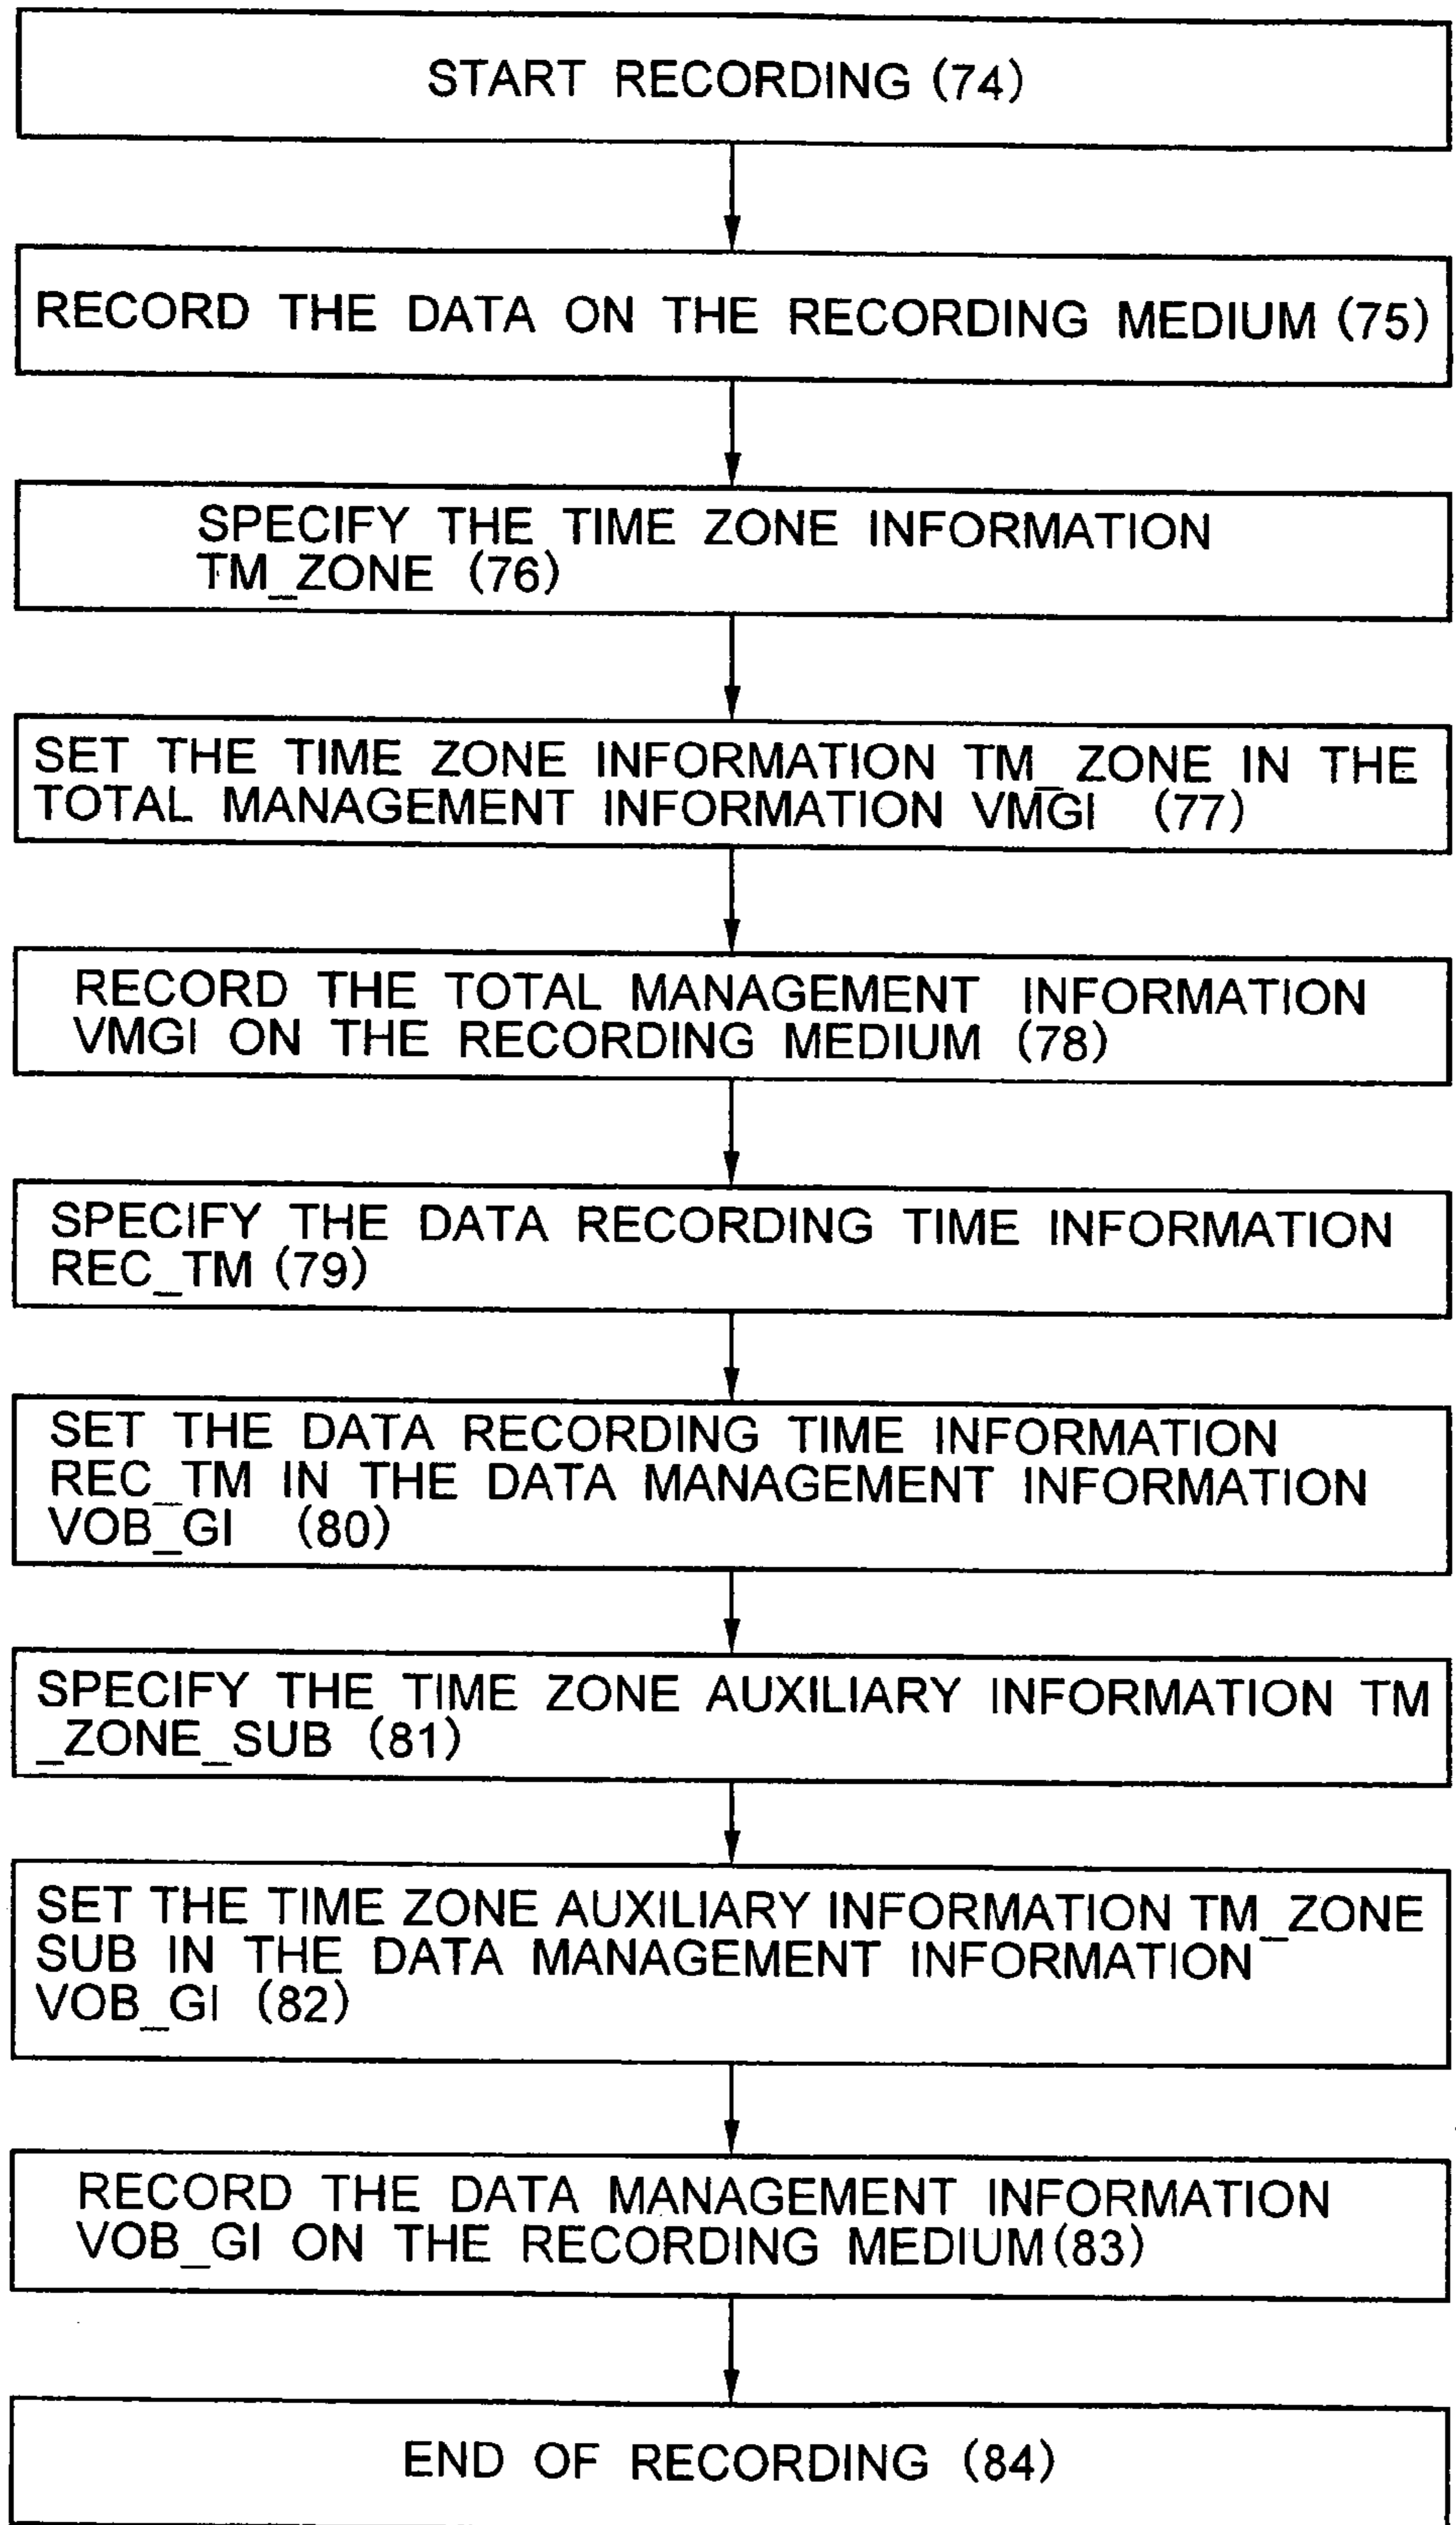 START RECORDING (74)
RECORD THE DATA ON THE RECORDING MEDIUM (75)
SPECIFY THE TIME ZONE INFORMATION
TM_ZONE (76)
SET THE TIME ZONE INFORMATION TM_ZONE IN THE
TOTAL MANAGEMENT INFORMATION VMGI (77)
RECORD THE TOTAL MANAGEMENT INFORMATION
VMGI ON THE RECORDING MEDIUM (78)
SPECIFY THE DATA RECORDING TIME INFORMATION
REC_TM (79)
SET THE DATA RECORDING TIME INFORMATION
REC_TM IN THE DATA MANAGEMENT INFORMATION
VOB_GI (80)
SPECIFY THE TIME ZONE AUXILIARY INFORMATION TM
_ZONE_SUB (81)
SET THE TIME ZONE AUXILIARY INFORMATION TM_ZONE
SUB IN THE DATA MANAGEMENT INFORMATION
VOB_GI (82)
RECORD THE DATA MANAGEMENT INFORMATION
VOB_GI ON THE RECORDING MEDIUM(83)
END OF RECORDING (84)